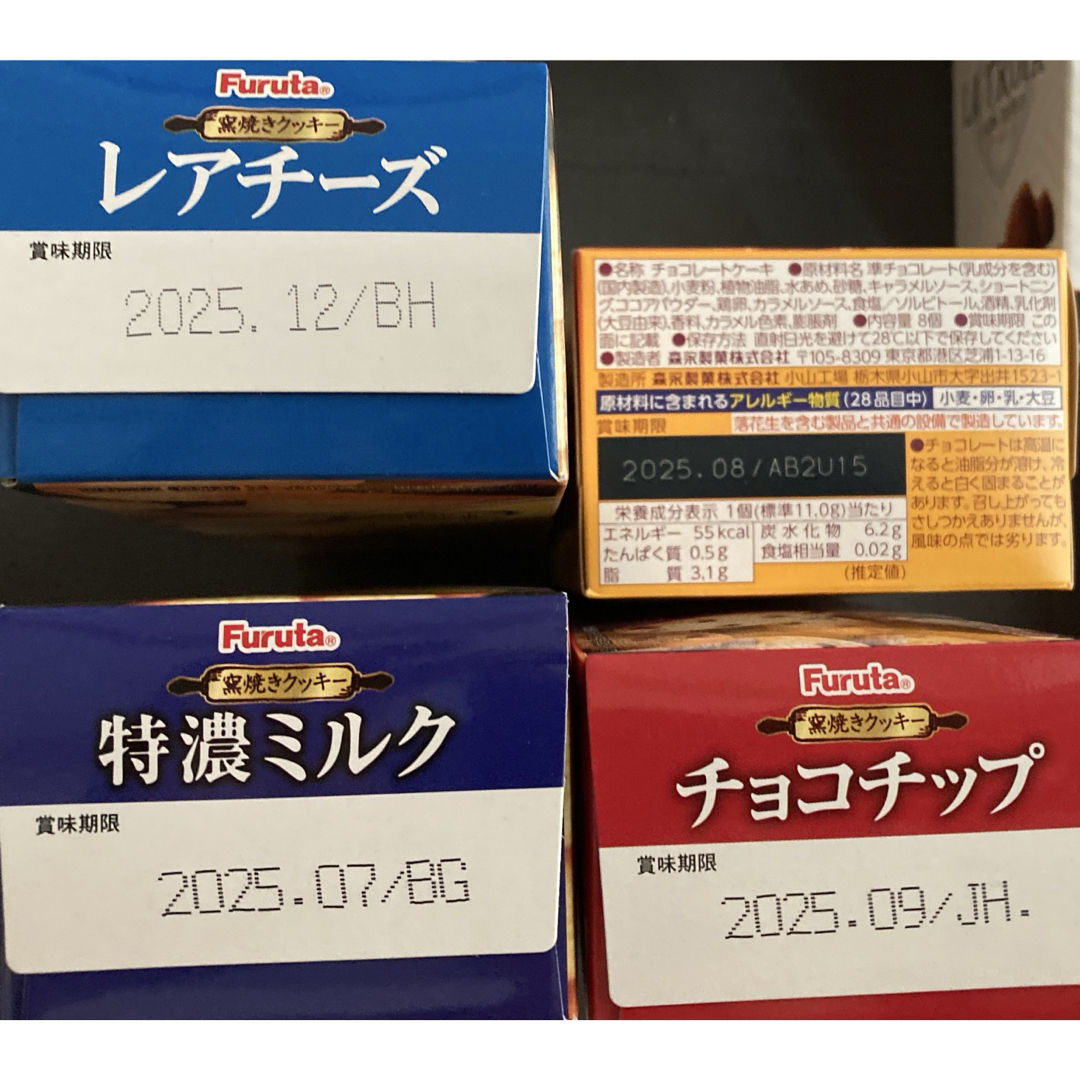 Furuta®
窯焼きクッキー
レアチーズ
賞味期限
2025. 12/BH
●名称 チョコレートケーキ ●原材料名 準チョコレート(乳成分を含む)
(国内製造)、小麦粉、植物油脂、水あめ、砂糖、キャラメルソース、ショートニン
グ、ココアパウダー、鶏卵、カラメルソース、食塩／ソルビトール、酒精、乳化剤
(大豆由来)、香料、カラメル色素、膨脹剤 ●内容量 8個 ●賞味期限 この
面に記載 ●保存方法 直射日光を避けて28℃以下で保存してください
●製造者 森永製菓株式会社 〒105-8309 東京都港区芝浦1-13-16
製造所 森永製菓株式会社 小山工場 栃木県小山市大字出井1523-1
原材料に含まれるアレルギー物質(28品目中) 小麦・卵・乳・大豆
賞味期限 落花生を含む製品と共通の設備で製造しています。
2025. 08/AB2U15
●チョコレートは高温に
なると油脂分が溶け、冷
えると白く固まることが
あります。召し上がっても
さしつかえありませんが、
風味の点では劣ります。
栄養成分表示 1個(標準11.0g)当たり
エネルギー 55kcal 炭水化物 6.2g
たんぱく質 0.5g 食塩相当量 0.02g
脂質 3.1g (推定値)
Furuta®
窯焼きクッキー
特濃ミルク
賞味期限
2025.07/BG
Furuta®
窯焼きクッキー
チョコチップ
賞味期限
2025.09/JH.